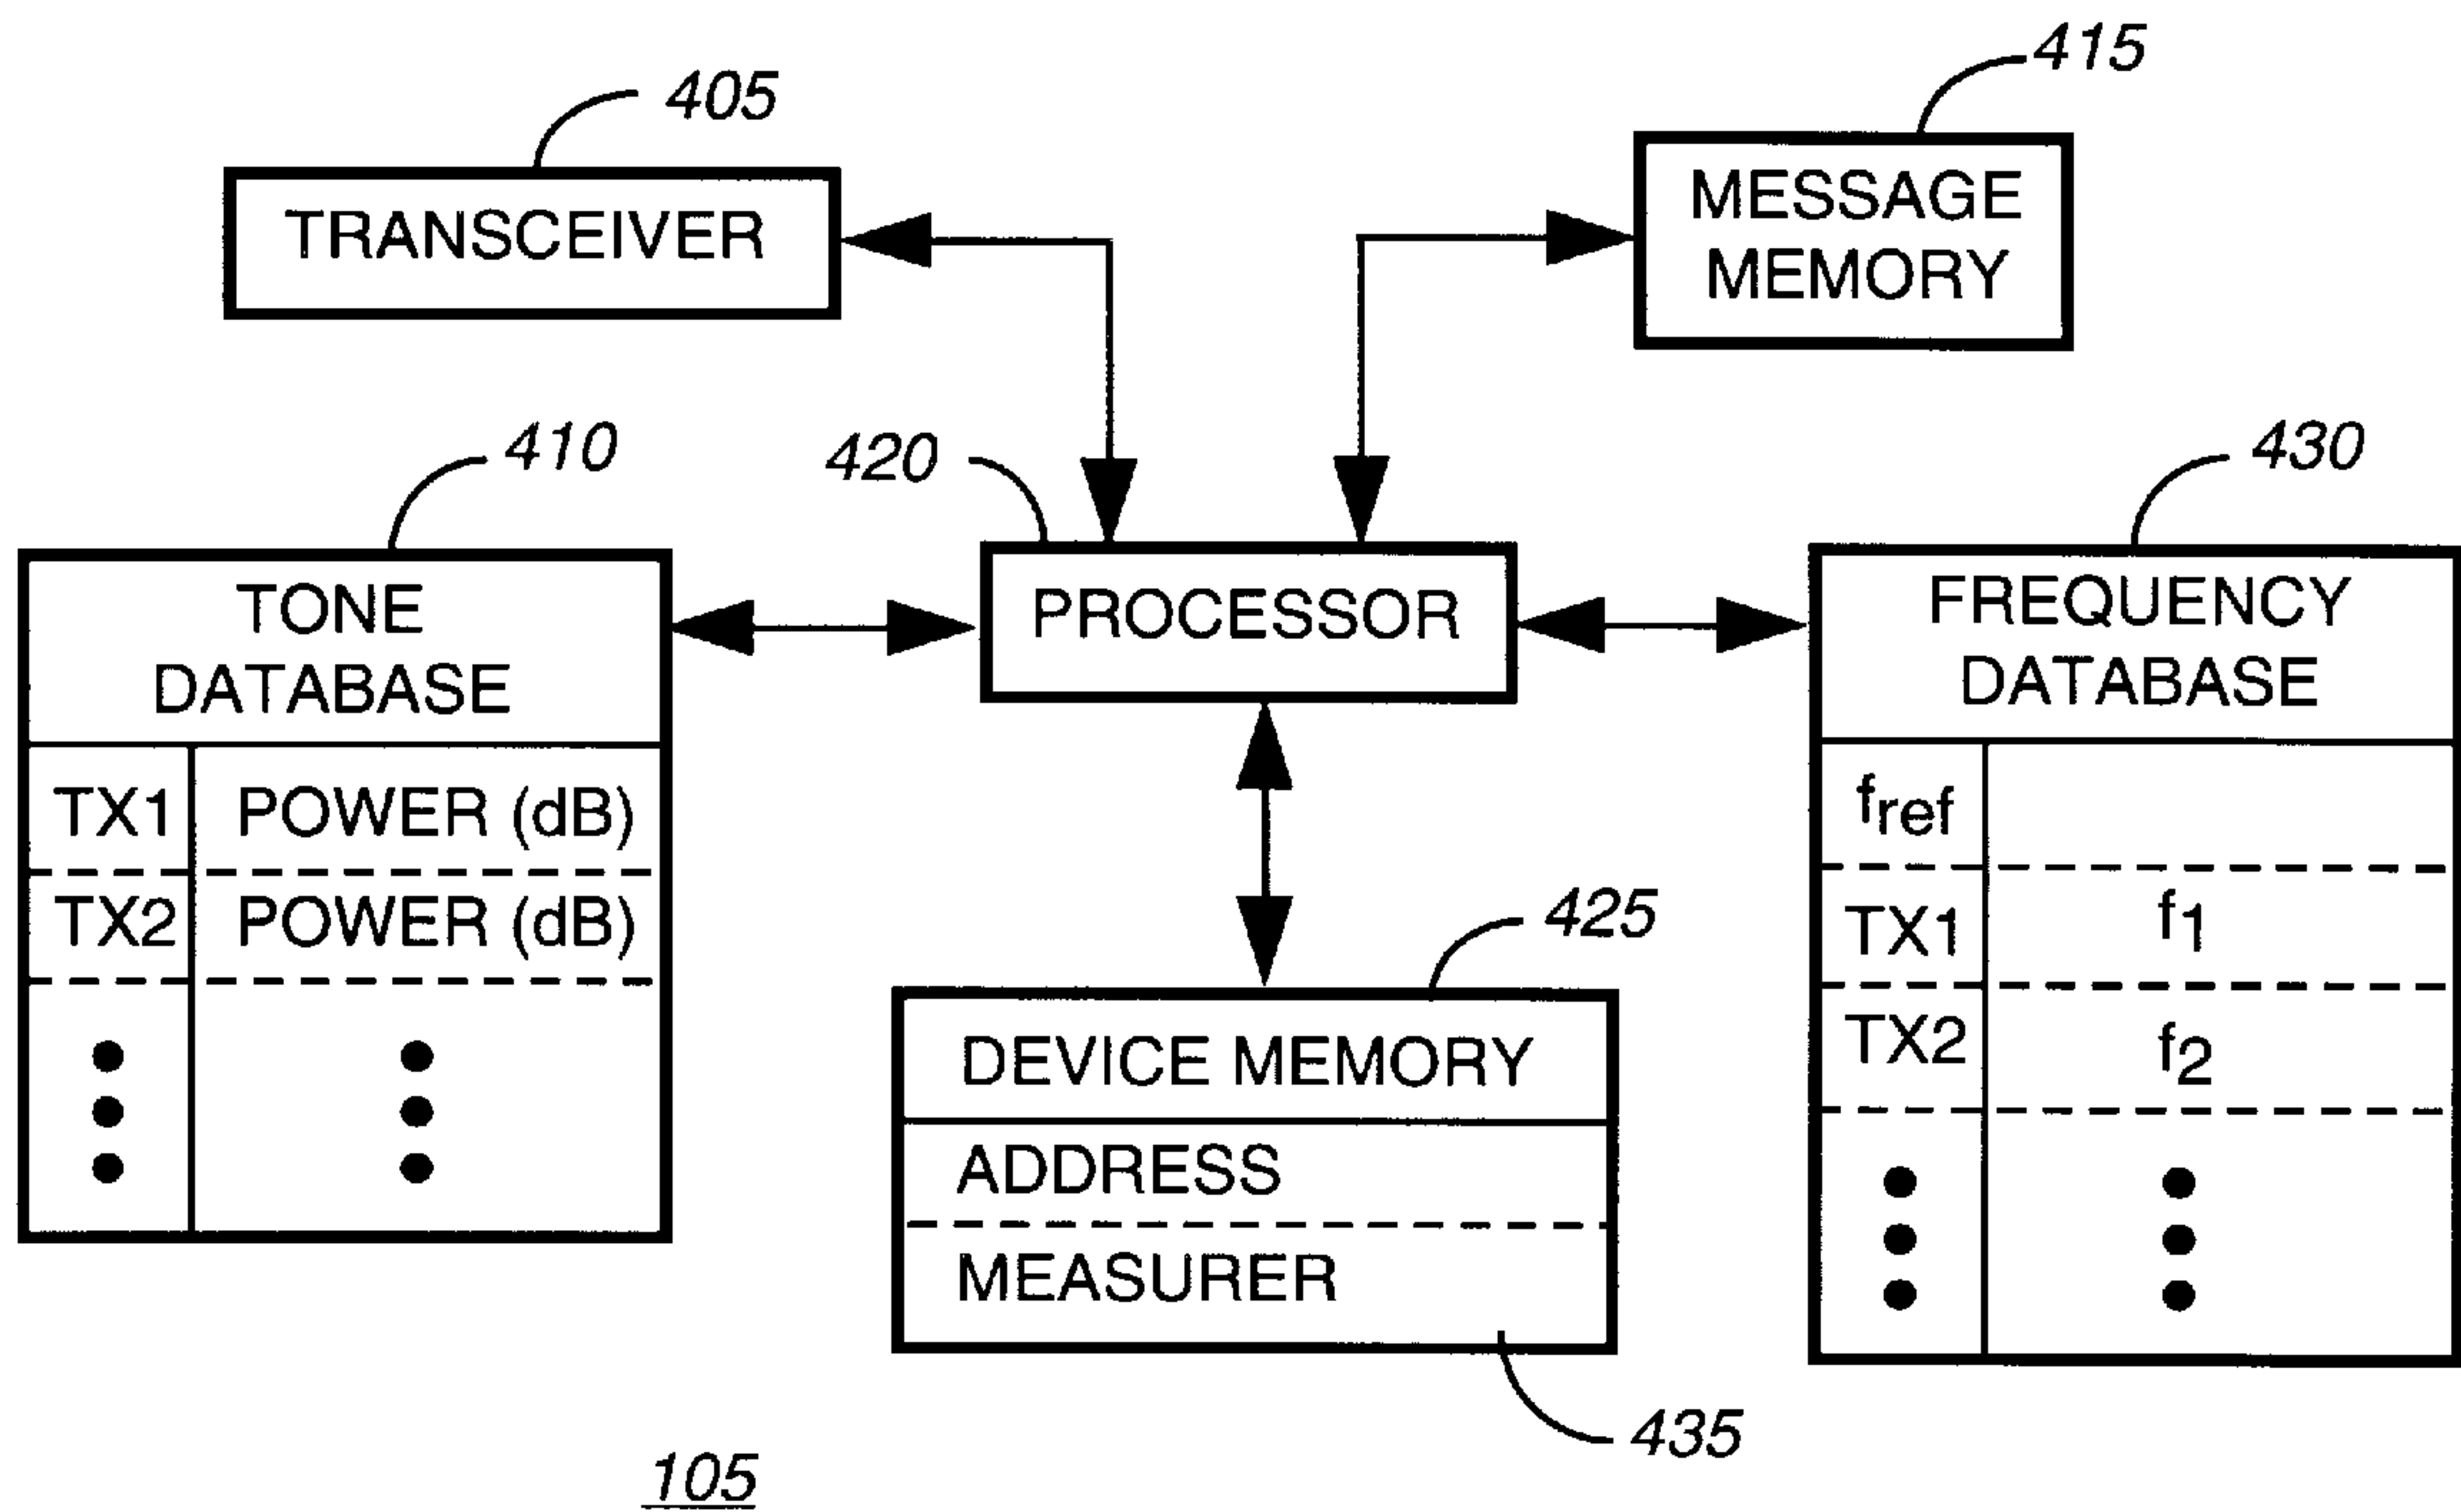 405
TRANSCEIVER
415
MESSAGE
MEMORY
410
TONE
DATABASE
TX1 POWER (dB)
TX2 POWER (dB)
420
PROCESSOR
430
FREQUENCY
DATABASE
fref
TX1 f1
TX2 f2
425
DEVICE MEMORY
ADDRESS
MEASURER
435
105